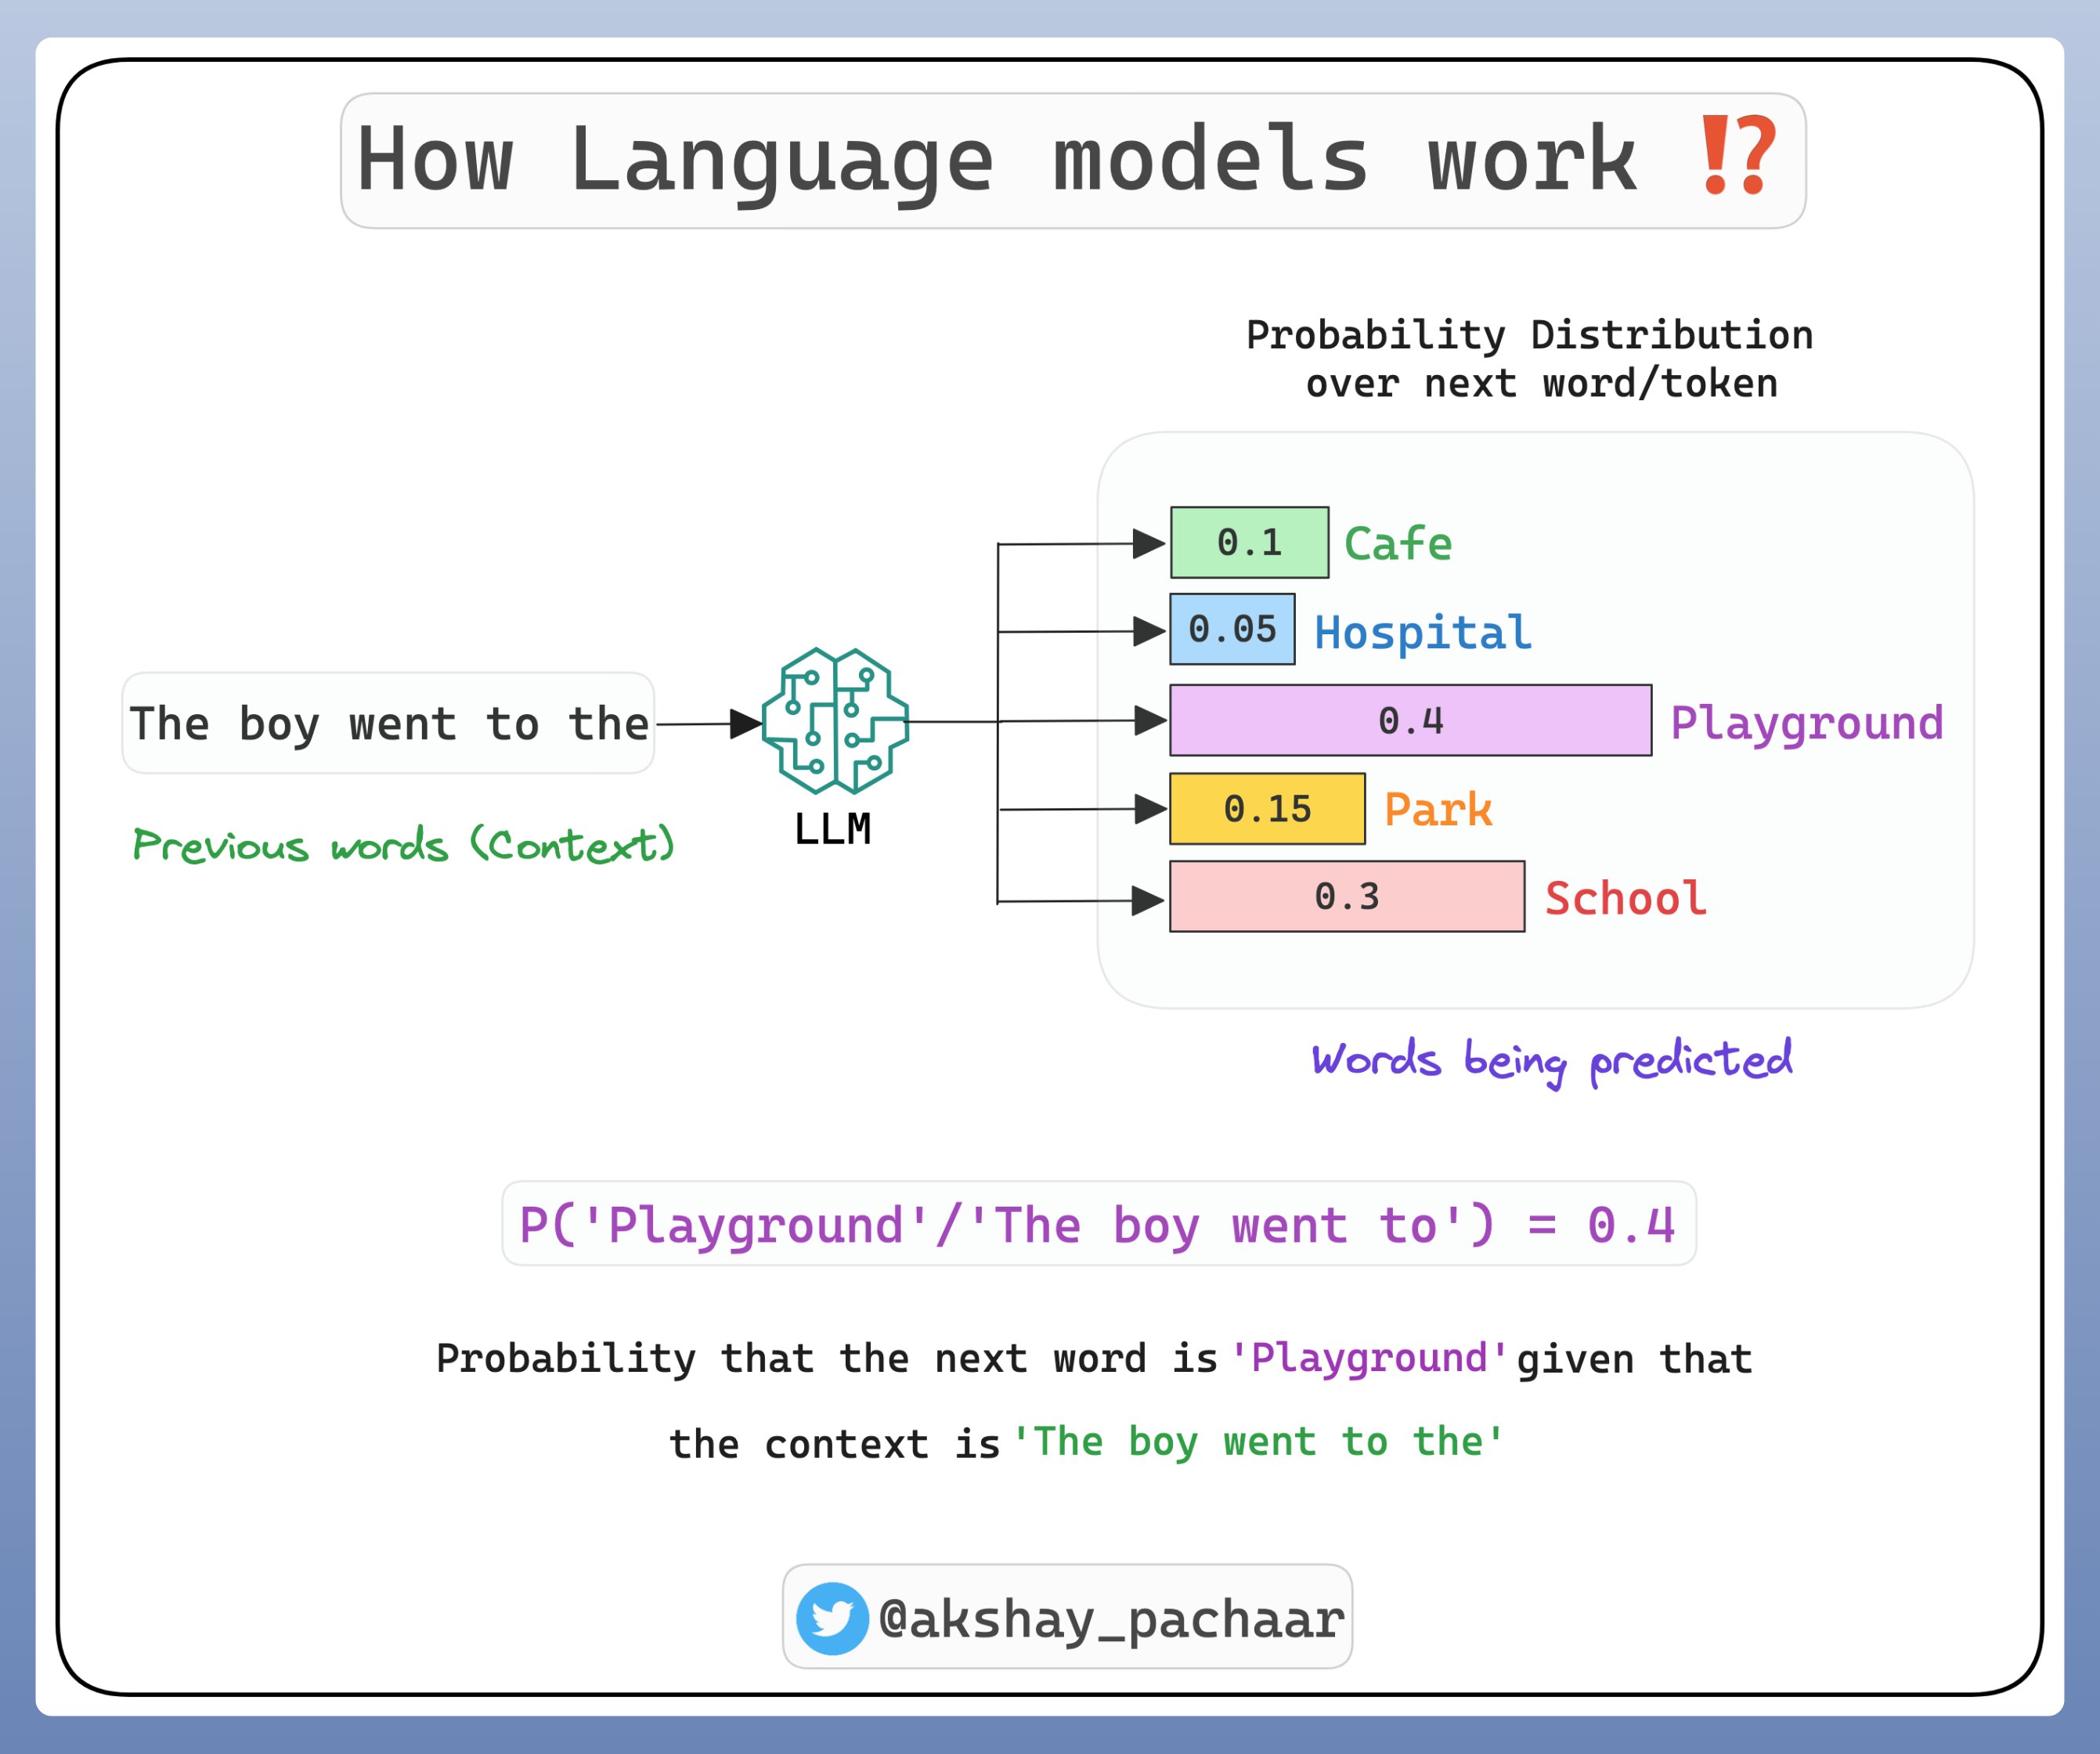 How Language models work ⁉
Probability Distribution
over next word/token
0.1 Cafe
0.05 Hospital
The boy went to the
0.4 Playground
0.15 Park
LLM
Previous words (Context)
0.3 School
Words being predicted
P('Playground'/'The boy went to') = 0.4
Probability that the next word is 'Playground' given that
the context is 'The boy went to the'
@akshay_pachaar